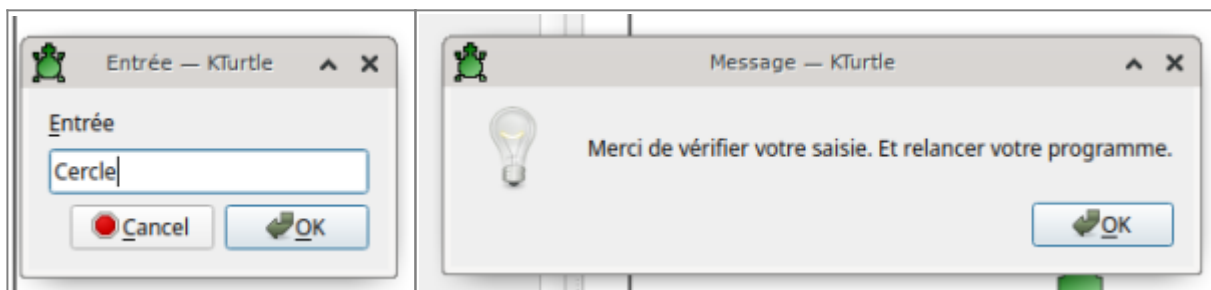 Entrée — KTurtle
Entrée
Cercle
Cancel
OK
Message — KTurtle
Merci de vérifier votre saisie. Et relancer votre programme.
OK